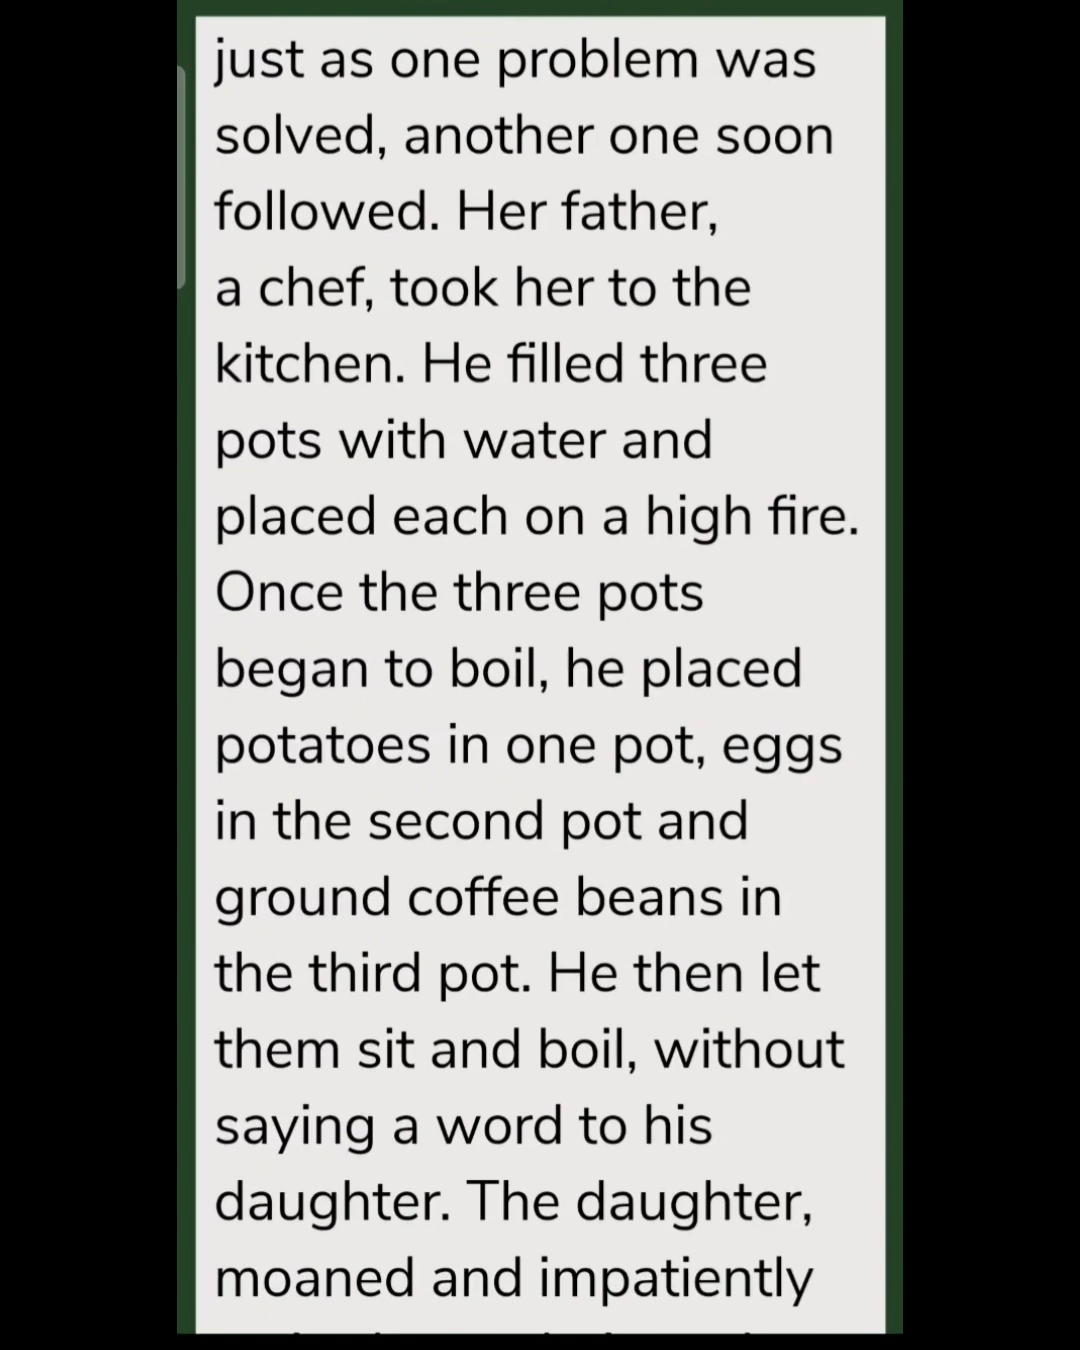 just as one problem was
solved, another one soon
followed. Her father,
a chef, took her to the
kitchen. He filled three
pots with water and
placed each on a high fire.
Once the three pots
began to boil, he placed
potatoes in one pot, eggs
in the second pot and
ground coffee beans in
the third pot. He then let
them sit and boil, without
saying a word to his
daughter. The daughter,
moaned and impatiently